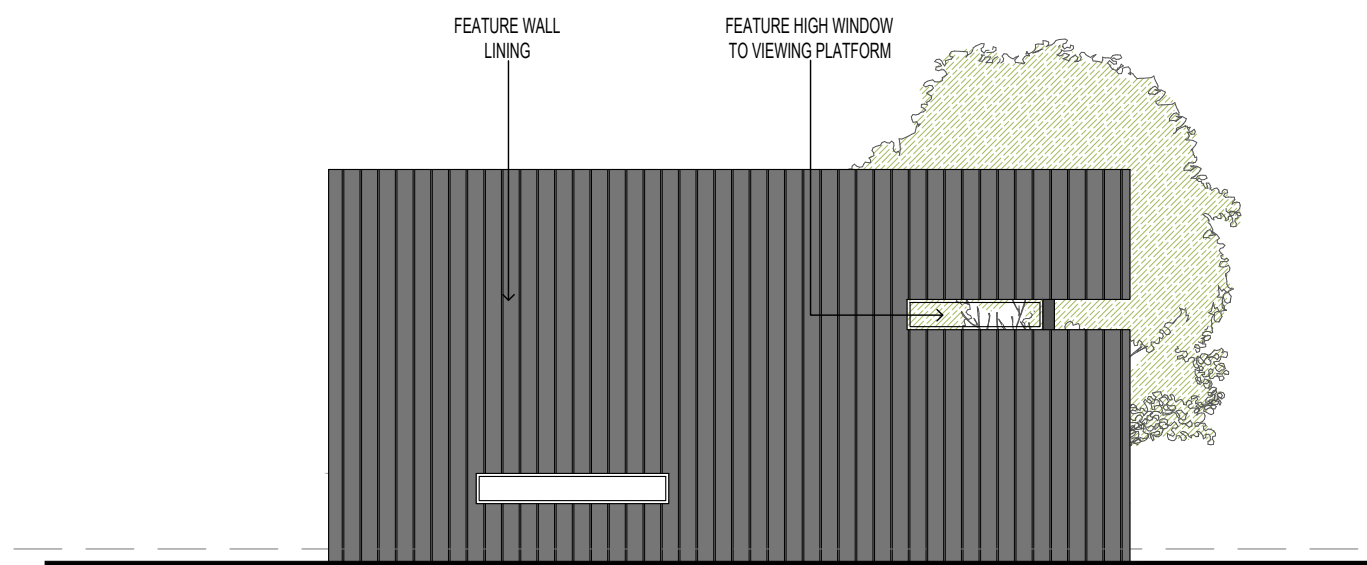 FEATURE WALL
LINING
FEATURE HIGH WINDOW
TO VIEWING PLATFORM